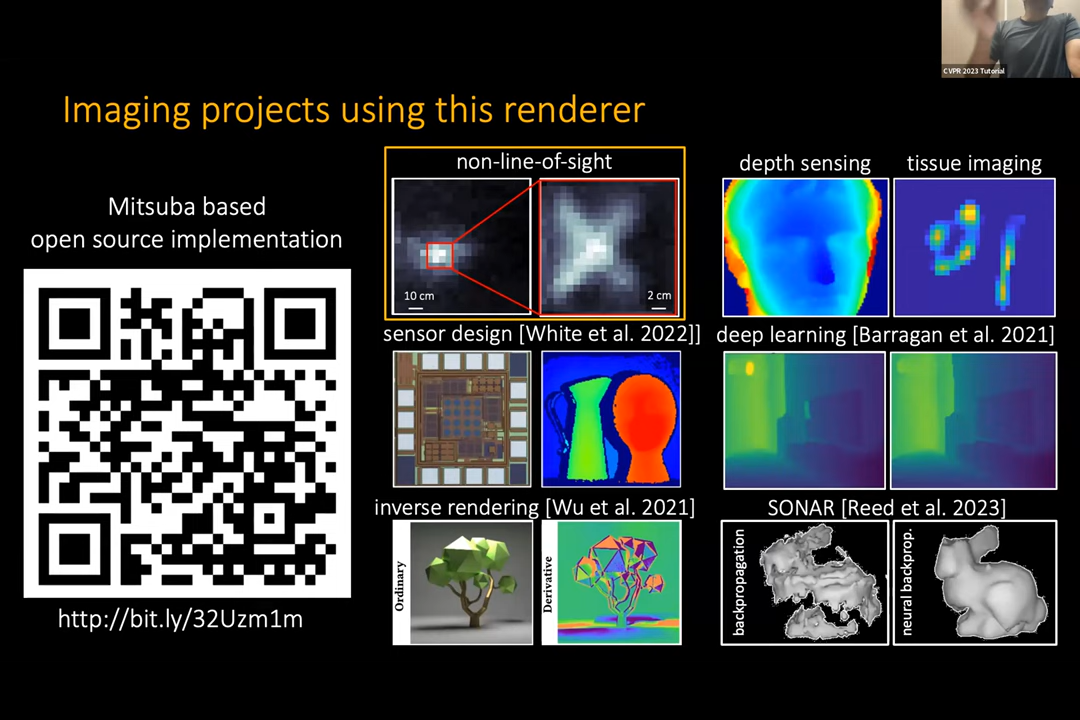 CVPR 2023 Tutorial
Imaging projects using this renderer
Mitsuba based
open source implementation
http://bit.ly/32Uzm1m
non-line-of-sight
10 cm
2 cm
depth sensing
tissue imaging
sensor design [White et al. 2022]]
deep learning [Barragan et al. 2021]
inverse rendering [Wu et al. 2021]
Ordinary
Derivative
SONAR [Reed et al. 2023]
backpropagation
neural backprop.